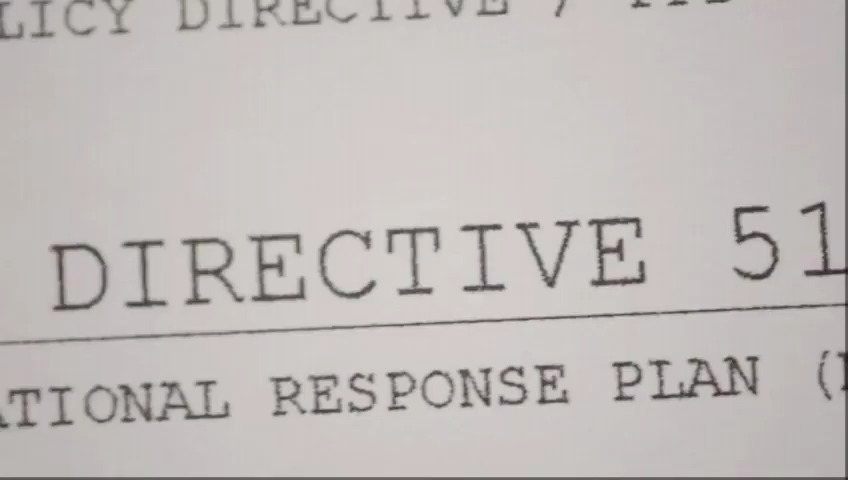 LICY DIRECTIVE /
DIRECTIVE 51
ATIONAL RESPONSE PLAN (